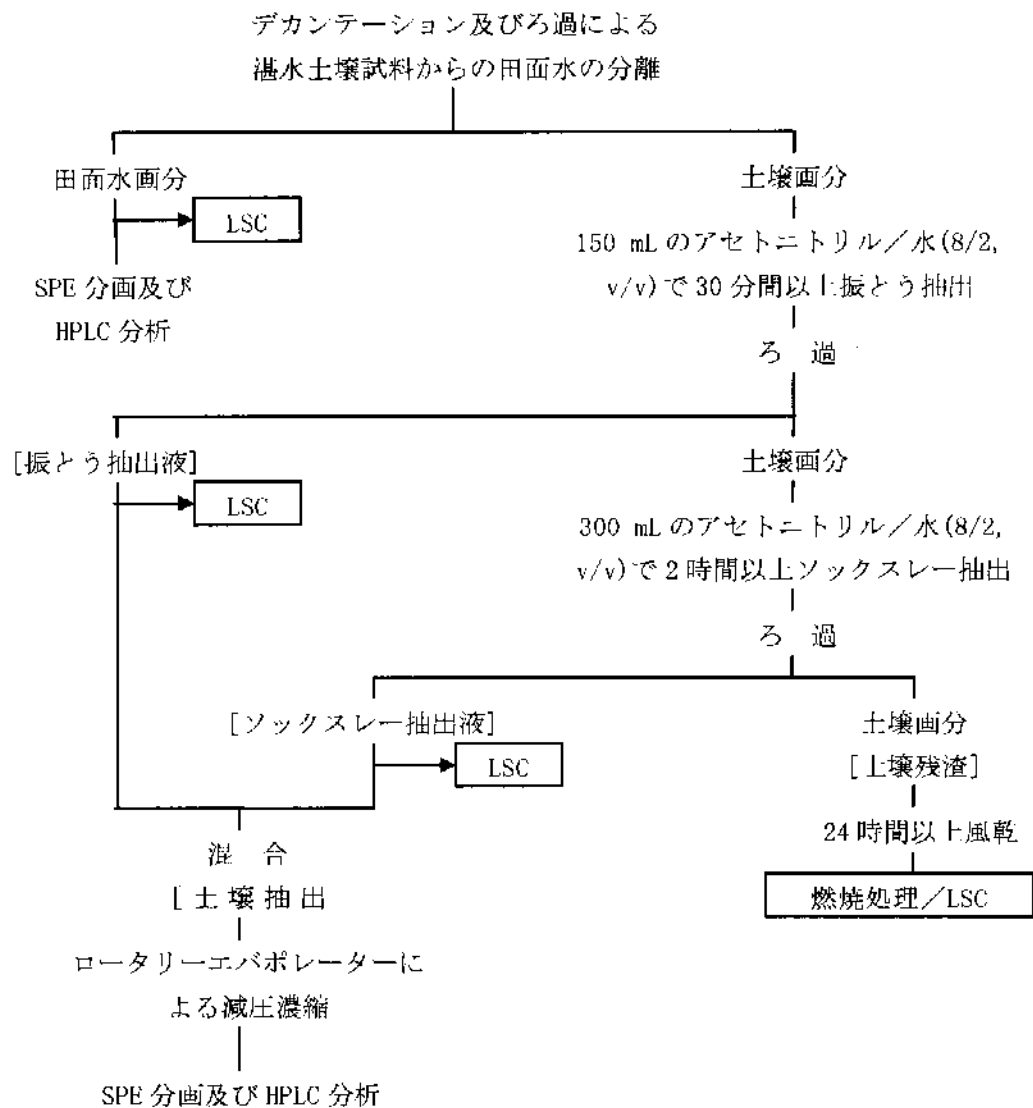 デカンテーション及びろ過による
湛水土壌試料からの田面水の分離
田面水画分
LSC
SPE 分画及び
HPLC 分析
土壌画分
150 mL のアセトニトリル／水(8/2,
v/v)で 30 分間以上振とう抽出
ろ 過
[振とう抽出液]
LSC
土壌画分
300 mL のアセトニトリル／水(8/2,
v/v)で 2 時間以上ソックスレー抽出
ろ 過
[ソックスレー抽出液]
LSC
土壌画分
[土壌残渣]
24 時間以上風乾
燃焼処理／LSC
混 合
[土壌抽出
ロータリーエバポレーターに
よる減圧濃縮
SPE 分画及び HPLC 分析